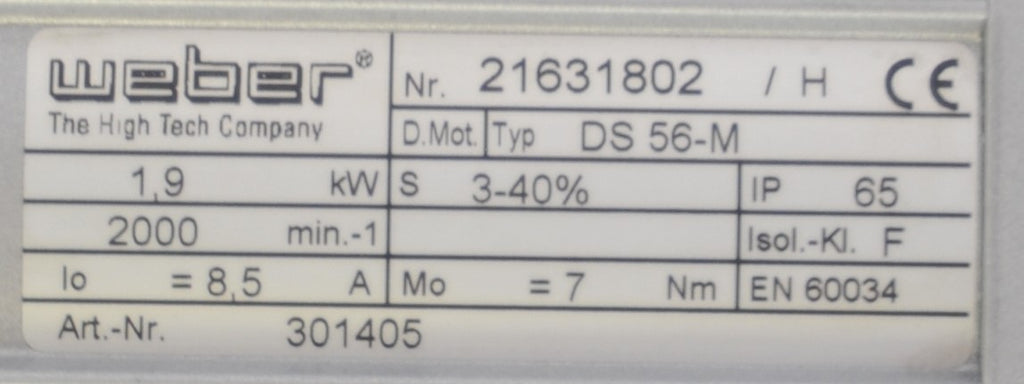 weber®
The High Tech Company
Nr. 21631802 / H CE
D.Mot. Typ DS 56-M
1,9 kW S 3-40% IP 65
2000 min.-1 Isol.-Kl. F
Io = 8,5 A Mo = 7 Nm EN 60034
Art.-Nr. 301405